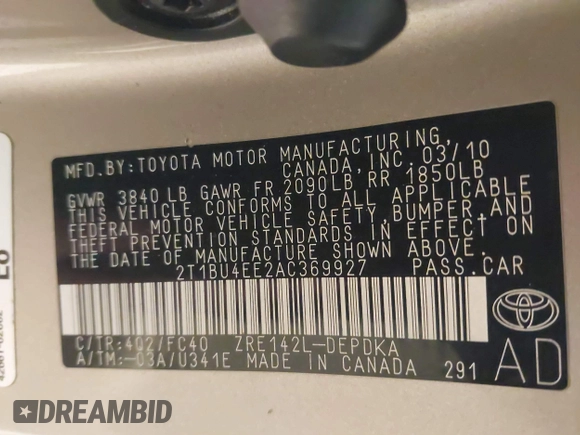 MFD.BY:TOYOTA MOTOR MANUFACTURING,
CANADA,INC. 03/10
GVWR 3840 LB GAWR FR 2090LB, RR 1850LB
THIS VEHICLE CONFORMS TO ALL APPLICABLE
FEDERAL MOTOR VEHICLE SAFETY, BUMPER, AND
THEFT PREVENTION STANDARDS IN EFFECT ON
THE DATE OF MANUFACTURE SHOWN ABOVE.
2T1BU4EE2AC369927 PASS.CAR
C/TR:4Q2/FC40 ZRE142L-DEPDKA
A/TM:-03A/U341E MADE IN CANADA 291
AD
DREAMBID